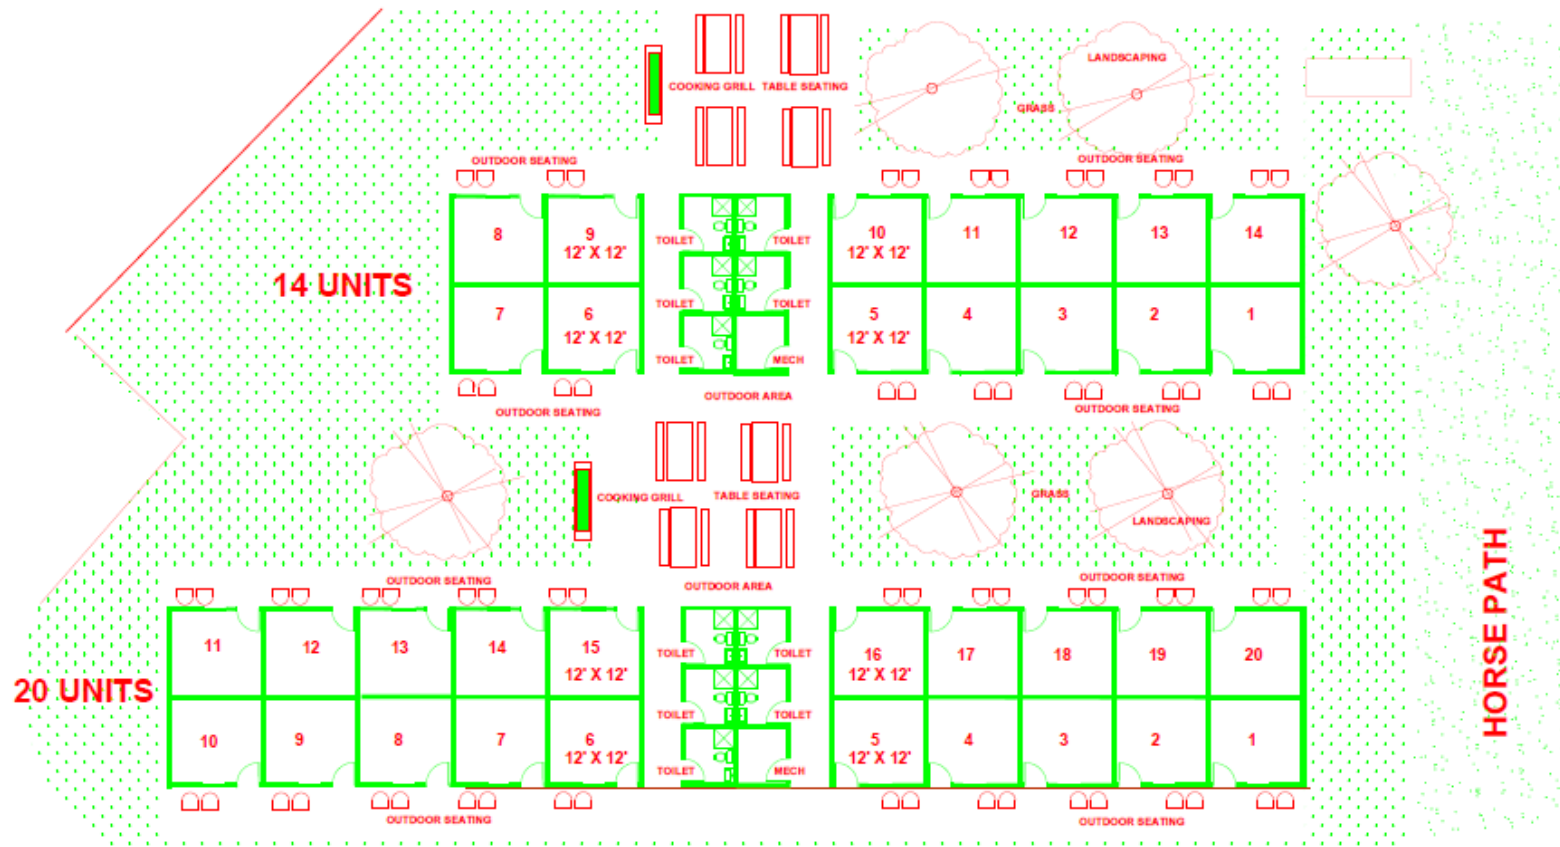 LANDSCAPING
COOKING GRILL TABLE SEATING
GRASS
OUTDOOR SEATING
OUTDOOR SEATING
8
9
12" X 12"
TOILET
TOILET
10
12" X 12"
11
12
13
14
14 UNITS
TOILET
TOILET
7
6
12" X 12"
5
12" X 12"
4
3
2
1
TOILET
MECH
OUTDOOR AREA
OUTDOOR SEATING
OUTDOOR SEATING
COOKING GRILL
TABLE SEATING
GRASS
LANDSCAPING
OUTDOOR SEATING
OUTDOOR AREA
OUTDOOR SEATING
HORSE PATH
11
12
13
14
15
12" X 12"
TOILET
TOILET
16
12" X 12"
17
18
19
20
20 UNITS
TOILET
TOILET
10
9
8
7
6
12" X 12"
5
12" X 12"
4
3
2
1
TOILET
MECH
OUTDOOR SEATING
OUTDOOR SEATING